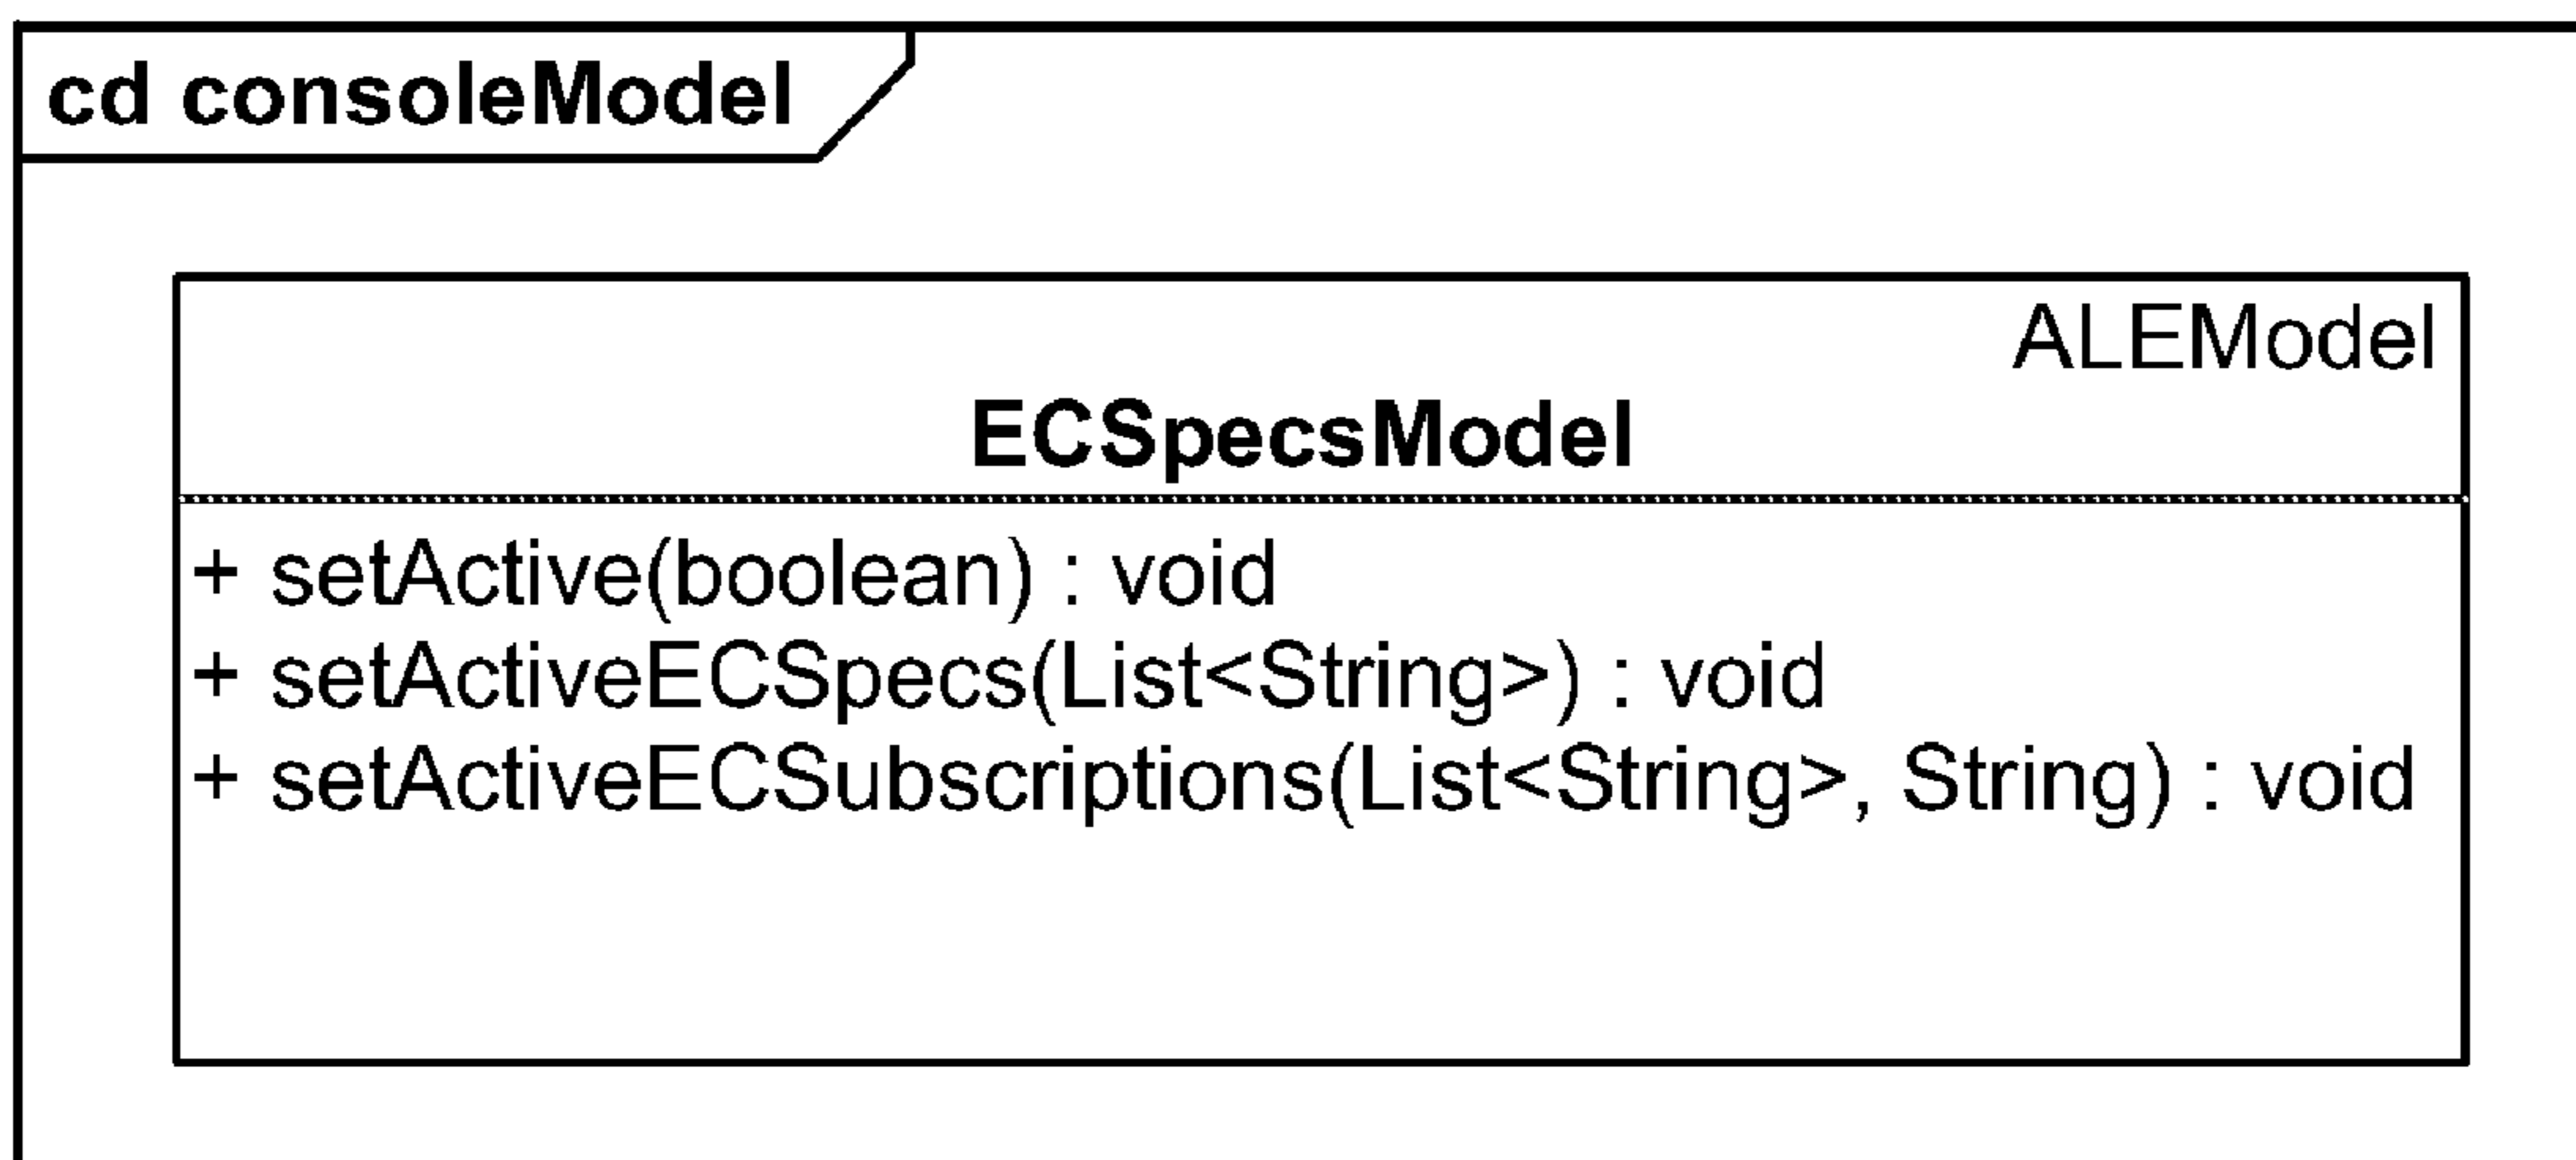 cd consoleModel
ALEModel
ECSpecsModel
+ setActive(boolean) : void
+ setActiveECSpecs(List<String>) : void
+ setActiveECSubscriptions(List<String>, String) : void